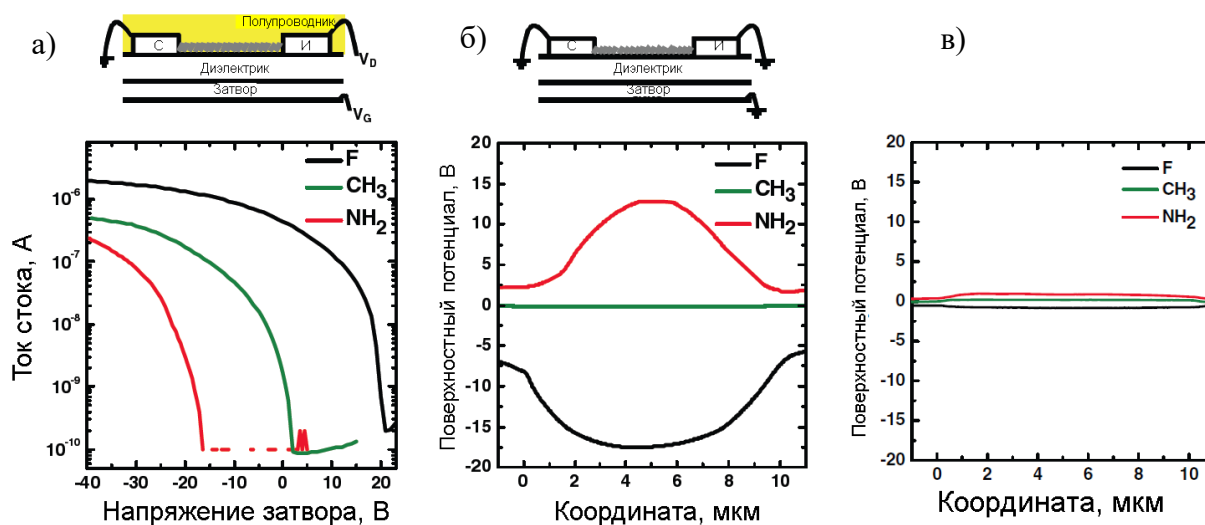 а)
Полупроводник
С
И
Диэлектрик
Затвор
V_D
V_G
10⁻⁶
10⁻⁷
10⁻⁸
10⁻⁹
10⁻¹⁰
Ток стока, А
F
CH₃
NH₂
-40 -30 -20 -10 0 10 20
Напряжение затвора, В
б)
С
И
Диэлектрик
Затвор
20
15
10
5
0
-5
-10
-15
-20
Поверхностный потенциал, В
F
CH₃
NH₂
0 2 4 6 8 10
Координата, мкм
в)
20
15
10
5
0
-5
-10
-15
-20
Поверхностный потенциал, В
F
CH₃
NH₂
0 2 4 6 8 10
Координата, мкм